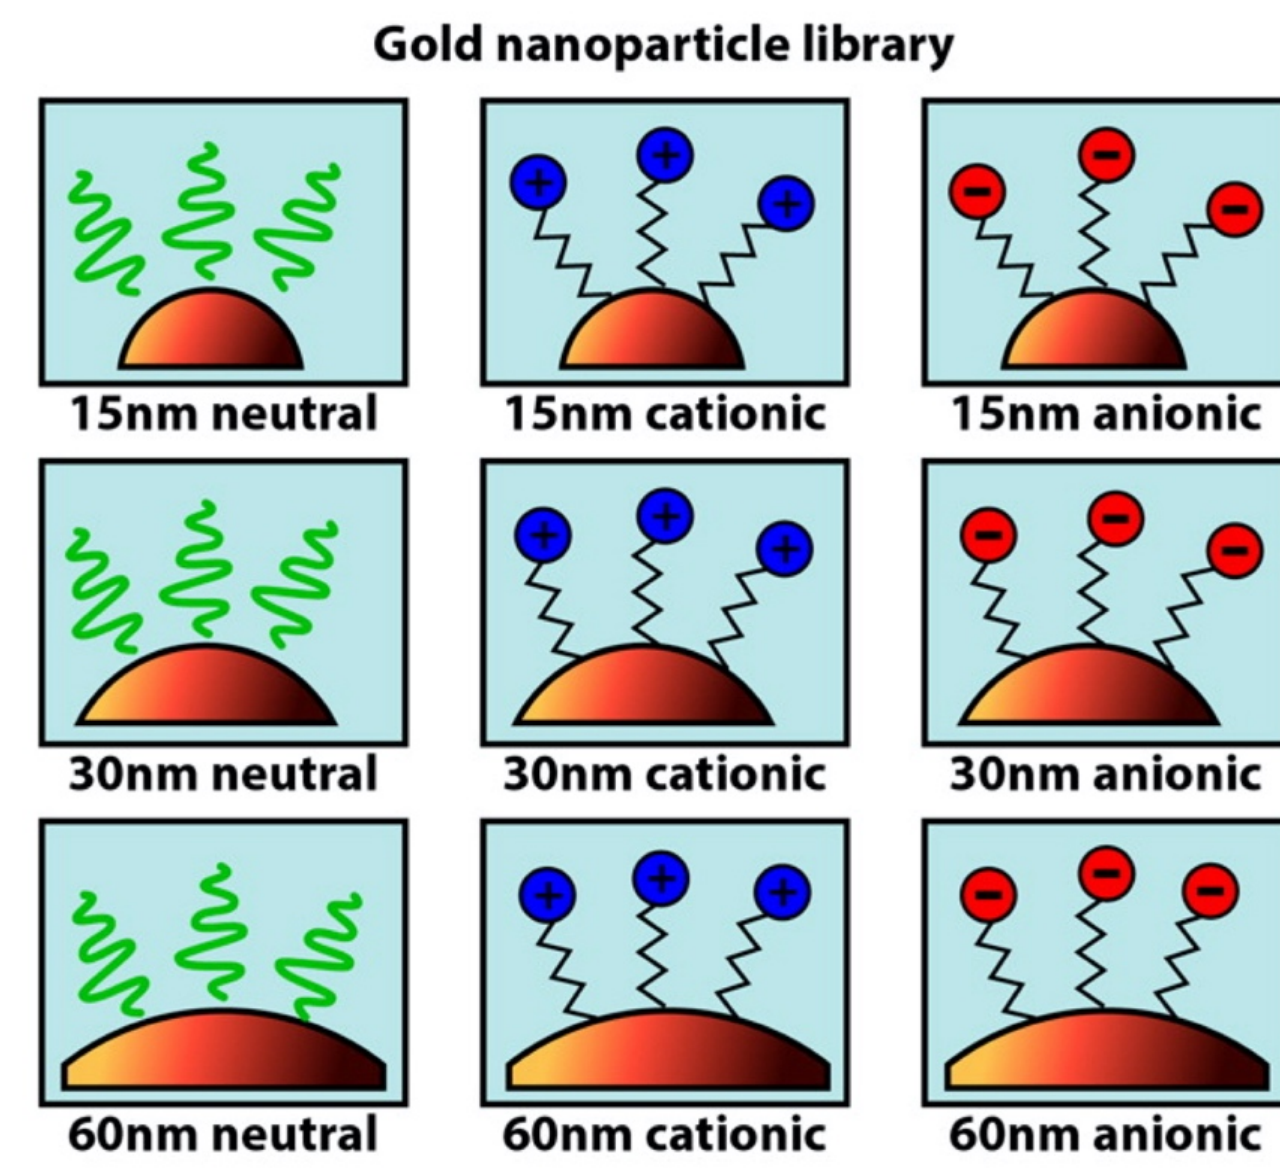 Gold nanoparticle library
+ + + − − −
15nm neutral 15nm cationic 15nm anionic
+ + + − − −
30nm neutral 30nm cationic 30nm anionic
+ + + − − −
60nm neutral 60nm cationic 60nm anionic